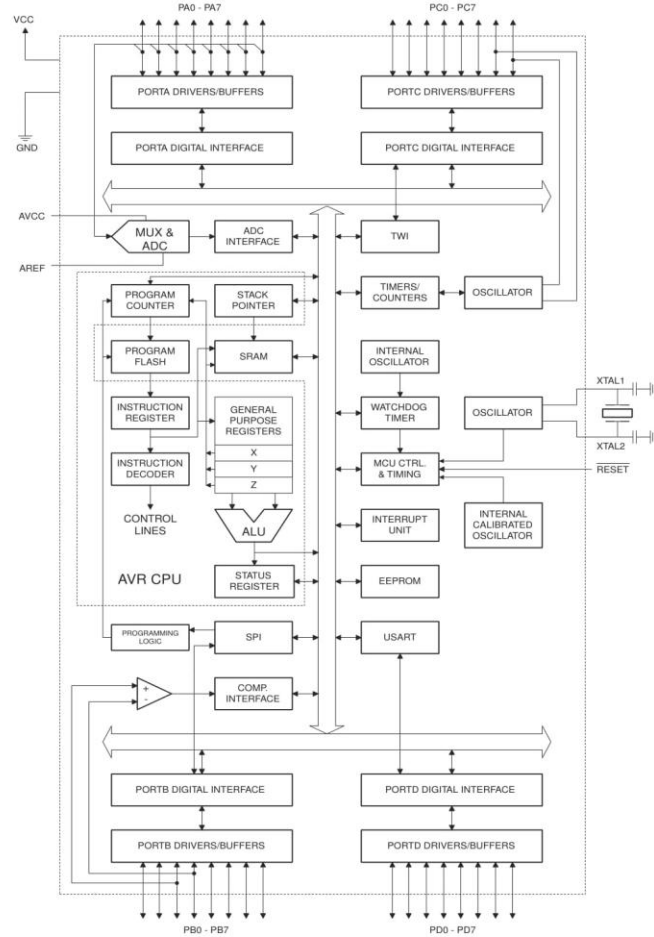 PA0 - PA7
PC0 - PC7
VCC
PORTA DRIVERS/BUFFERS
PORTC DRIVERS/BUFFERS
GND
PORTA DIGITAL INTERFACE
PORTC DIGITAL INTERFACE
AVCC
MUX &
ADC
ADC
INTERFACE
TWI
AREF
PROGRAM
COUNTER
STACK
POINTER
TIMERS/
COUNTERS
OSCILLATOR
PROGRAM
FLASH
SRAM
INTERNAL
OSCILLATOR
XTAL1
INSTRUCTION
REGISTER
GENERAL
PURPOSE
REGISTERS
WATCHDOG
TIMER
OSCILLATOR
XTAL2
X
Y
Z
INSTRUCTION
DECODER
MCU CTRL.
& TIMING
RESET
CONTROL
LINES
ALU
INTERRUPT
UNIT
INTERNAL
CALIBRATED
OSCILLATOR
AVR CPU
STATUS
REGISTER
EEPROM
PROGRAMMING
LOGIC
SPI
USART
+
-
COMP.
INTERFACE
PORTB DIGITAL INTERFACE
PORTD DIGITAL INTERFACE
PORTB DRIVERS/BUFFERS
PORTD DRIVERS/BUFFERS
PB0 - PB7
PD0 - PD7